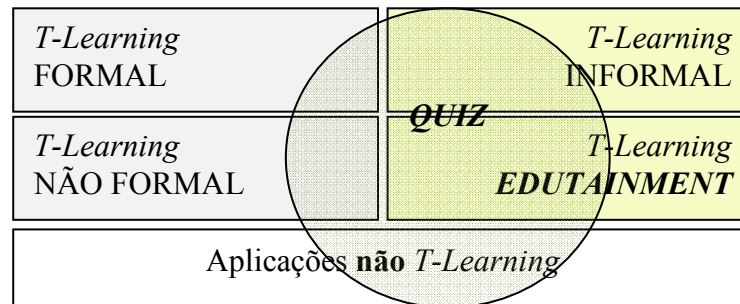 T-Learning
FORMAL
T-Learning
INFORMAL
QUIZ
T-Learning
NÃO FORMAL
T-Learning
EDUTAINMENT
Aplicações não T-Learning